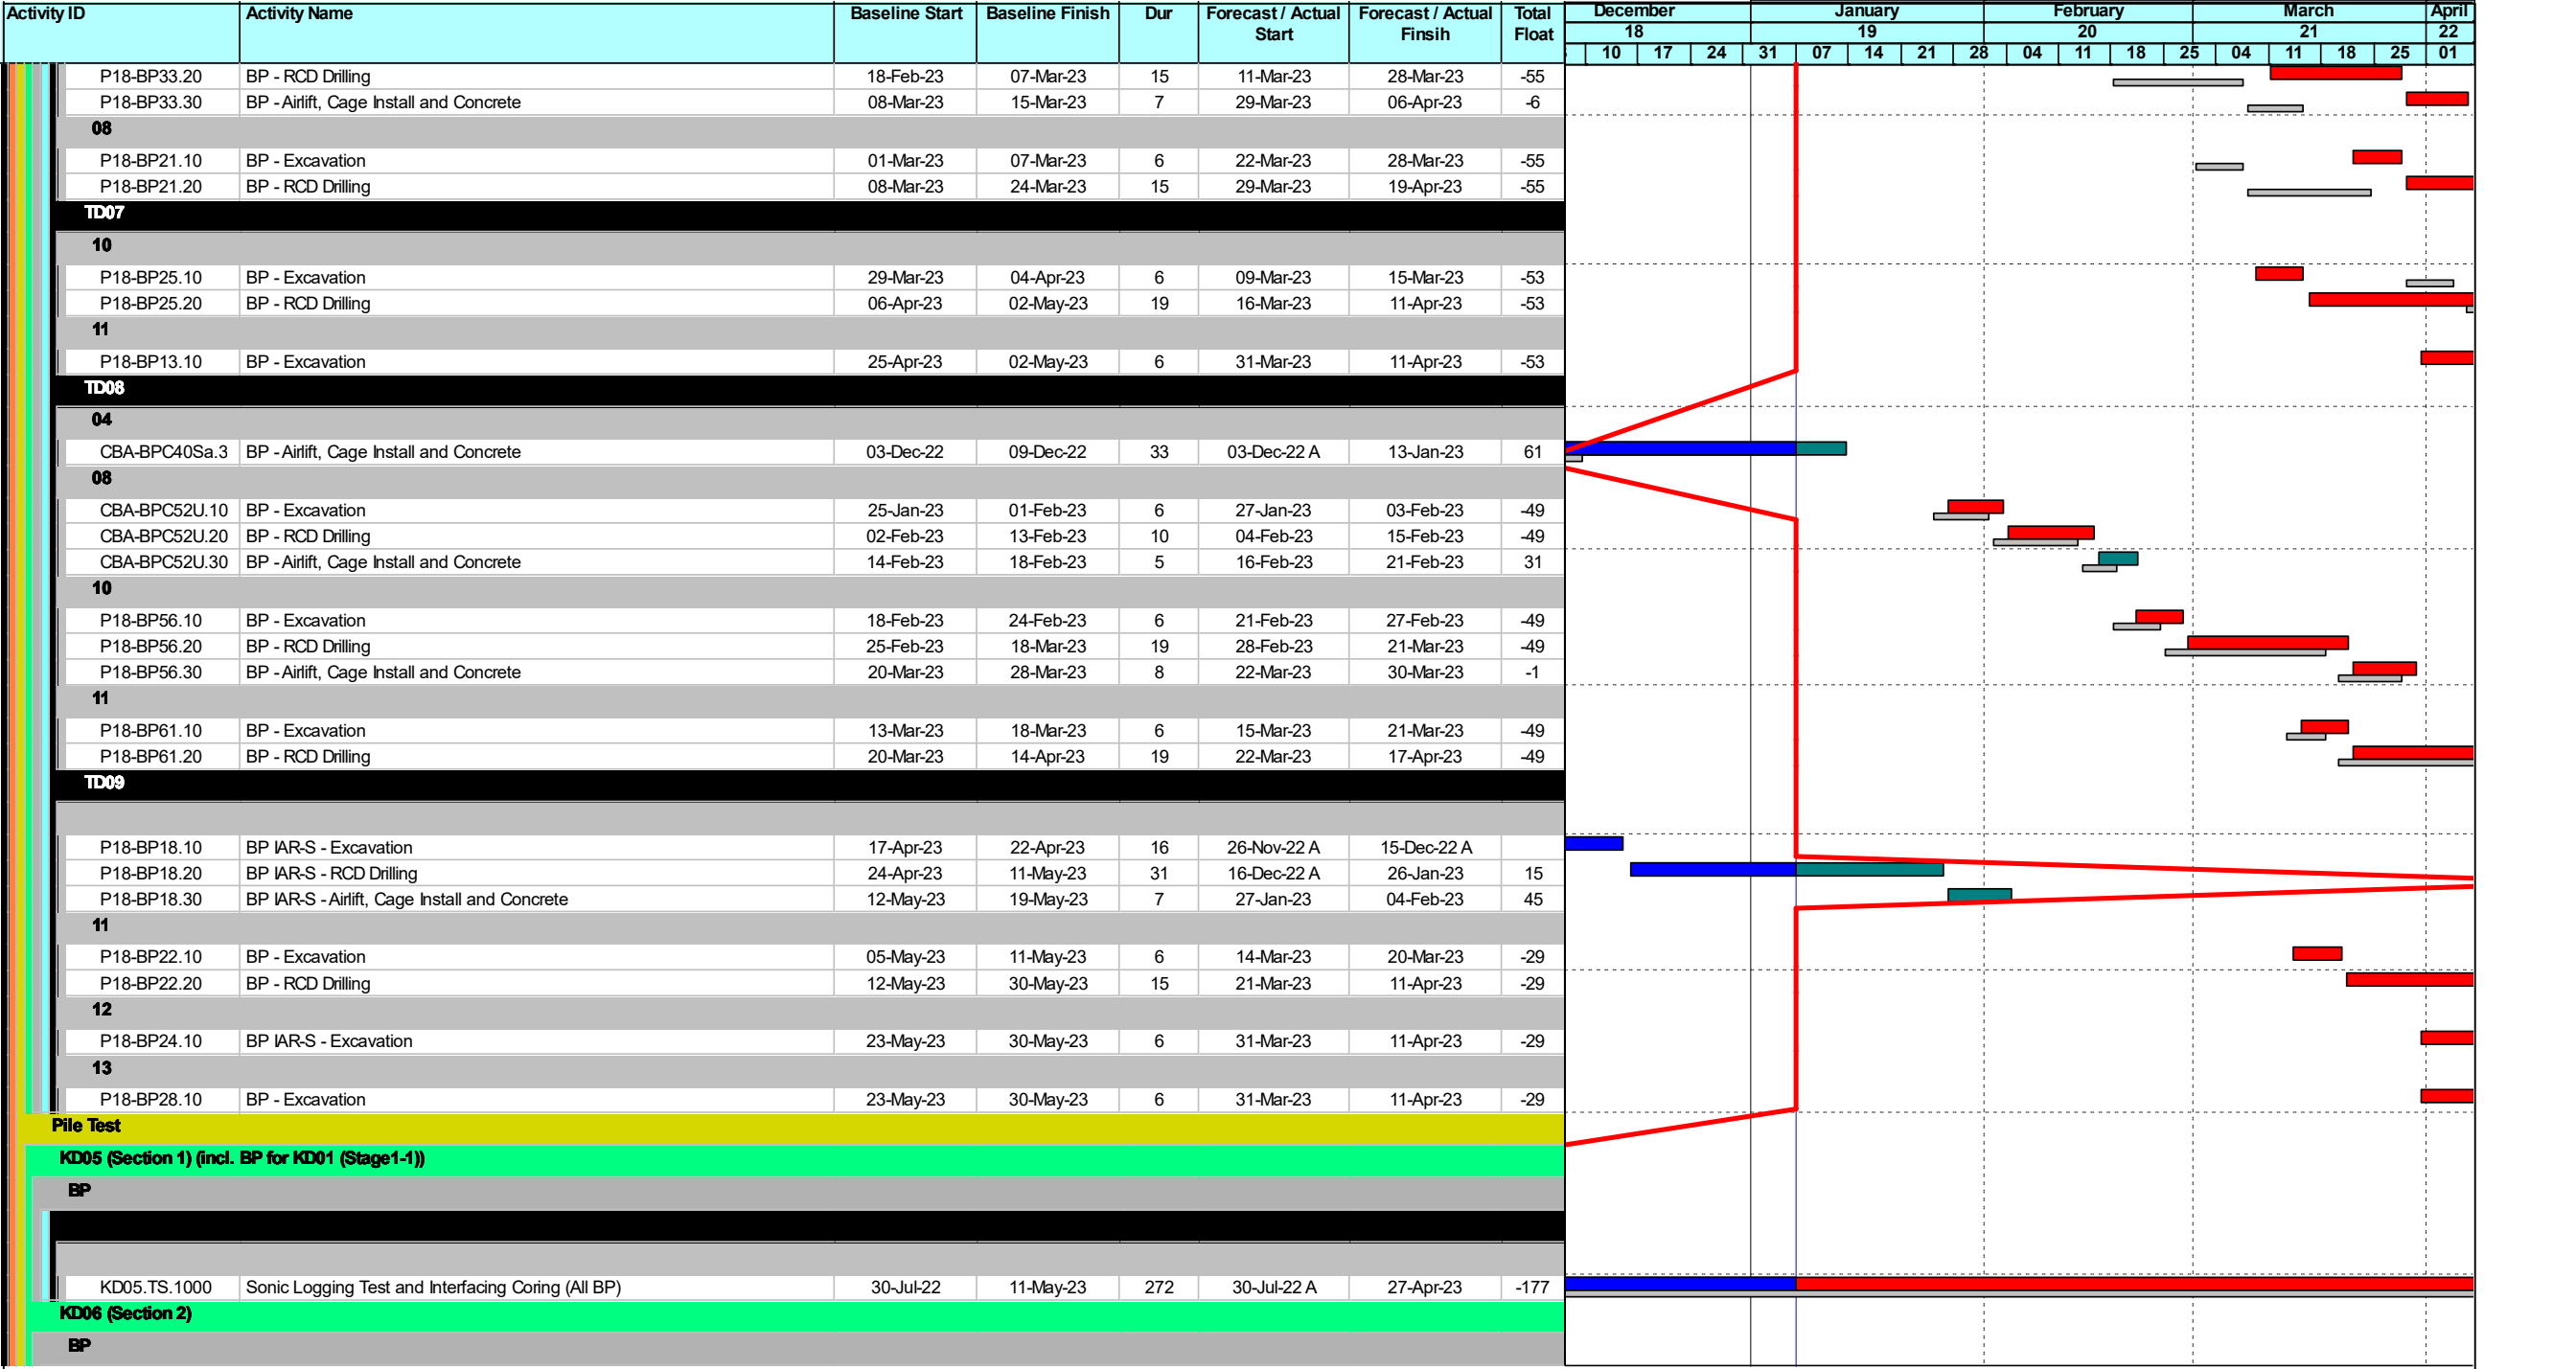 Activity ID Activity Name Baseline Start Baseline Finish Dur Forecast / Actual Start Forecast / Actual Finsih Total Float December January February March April
18 19 20 21 22
10 17 24 31 07 14 21 28 04 11 18 25 04 11 18 25 01
P18-BP33.20 BP - RCD Drilling 18-Feb-23 07-Mar-23 15 11-Mar-23 28-Mar-23 -55
P18-BP33.30 BP - Airlift, Cage Install and Concrete 08-Mar-23 15-Mar-23 7 29-Mar-23 06-Apr-23 -6
08
P18-BP21.10 BP - Excavation 01-Mar-23 07-Mar-23 6 22-Mar-23 28-Mar-23 -55
P18-BP21.20 BP - RCD Drilling 08-Mar-23 24-Mar-23 15 29-Mar-23 19-Apr-23 -55
TD07
10
P18-BP25.10 BP - Excavation 29-Mar-23 04-Apr-23 6 09-Mar-23 15-Mar-23 -53
P18-BP25.20 BP - RCD Drilling 06-Apr-23 02-May-23 19 16-Mar-23 11-Apr-23 -53
11
P18-BP13.10 BP - Excavation 25-Apr-23 02-May-23 6 31-Mar-23 11-Apr-23 -53
TD08
04
CBA-BPC40Sa.3 BP - Airlift, Cage Install and Concrete 03-Dec-22 09-Dec-22 33 03-Dec-22 A 13-Jan-23 61
08
CBA-BPC52U.10 BP - Excavation 25-Jan-23 01-Feb-23 6 27-Jan-23 03-Feb-23 -49
CBA-BPC52U.20 BP - RCD Drilling 02-Feb-23 13-Feb-23 10 04-Feb-23 15-Feb-23 -49
CBA-BPC52U.30 BP - Airlift, Cage Install and Concrete 14-Feb-23 18-Feb-23 5 16-Feb-23 21-Feb-23 31
10
P18-BP56.10 BP - Excavation 18-Feb-23 24-Feb-23 6 21-Feb-23 27-Feb-23 -49
P18-BP56.20 BP - RCD Drilling 25-Feb-23 18-Mar-23 19 28-Feb-23 21-Mar-23 -49
P18-BP56.30 BP - Airlift, Cage Install and Concrete 20-Mar-23 28-Mar-23 8 22-Mar-23 30-Mar-23 -1
11
P18-BP61.10 BP - Excavation 13-Mar-23 18-Mar-23 6 15-Mar-23 21-Mar-23 -49
P18-BP61.20 BP - RCD Drilling 20-Mar-23 14-Apr-23 19 22-Mar-23 17-Apr-23 -49
TD09
P18-BP18.10 BP IAR-S - Excavation 17-Apr-23 22-Apr-23 16 26-Nov-22 A 15-Dec-22 A
P18-BP18.20 BP IAR-S - RCD Drilling 24-Apr-23 11-May-23 31 16-Dec-22 A 26-Jan-23 15
P18-BP18.30 BP IAR-S - Airlift, Cage Install and Concrete 12-May-23 19-May-23 7 27-Jan-23 04-Feb-23 45
11
P18-BP22.10 BP - Excavation 05-May-23 11-May-23 6 14-Mar-23 20-Mar-23 -29
P18-BP22.20 BP - RCD Drilling 12-May-23 30-May-23 15 21-Mar-23 11-Apr-23 -29
12
P18-BP24.10 BP IAR-S - Excavation 23-May-23 30-May-23 6 31-Mar-23 11-Apr-23 -29
13
P18-BP28.10 BP - Excavation 23-May-23 30-May-23 6 31-Mar-23 11-Apr-23 -29
Pile Test
KD05 (Section 1) (incl. BP for KD01 (Stage1-1))
BP
KD05.TS.1000 Sonic Logging Test and Interfacing Coring (All BP) 30-Jul-22 11-May-23 272 30-Jul-22 A 27-Apr-23 -177
KD06 (Section 2)
BP